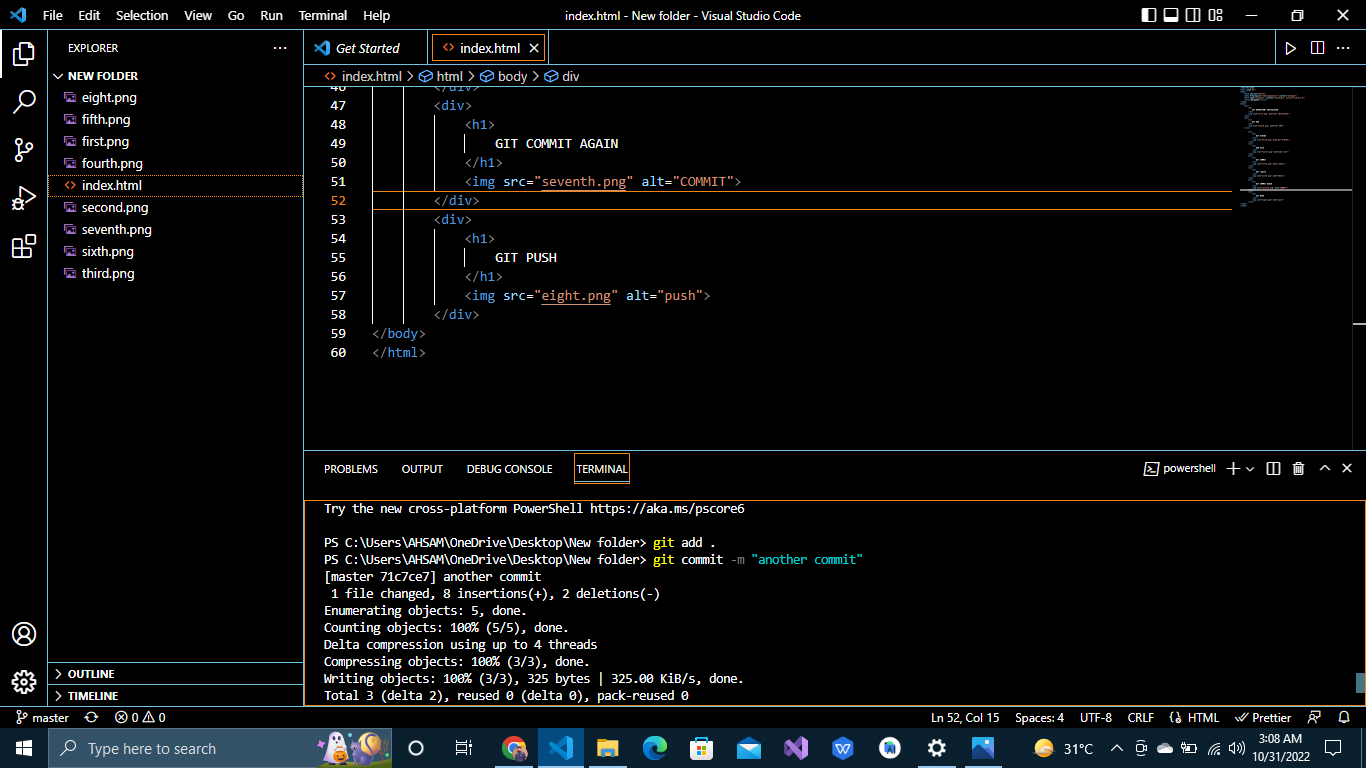 File Edit Selection View Go Run Terminal Help
index.html - New folder - Visual Studio Code
EXPLORER
NEW FOLDER
eight.png
fifth.png
first.png
fourth.png
index.html
second.png
seventh.png
sixth.png
third.png
OUTLINE
TIMELINE
Get Started
index.html
index.html > html > body > div
46 </div>
47 <div>
48 <h1>
49 GIT COMMIT AGAIN
50 </h1>
51 <img src="seventh.png" alt="COMMIT">
52 </div>
53 <div>
54 <h1>
55 GIT PUSH
56 </h1>
57 <img src="eight.png" alt="push">
58 </div>
59 </body>
60 </html>
PROBLEMS OUTPUT DEBUG CONSOLE TERMINAL
powershell
Try the new cross-platform PowerShell https://aka.ms/pscore6
PS C:\Users\AHSAM\OneDrive\Desktop\New folder> git add .
PS C:\Users\AHSAM\OneDrive\Desktop\New folder> git commit -m "another commit"
[master 71c7ce7] another commit
1 file changed, 8 insertions(+), 2 deletions(-)
Enumerating objects: 5, done.
Counting objects: 100% (5/5), done.
Delta compression using up to 4 threads
Compressing objects: 100% (3/3), done.
Writing objects: 100% (3/3), 325 bytes | 325.00 KiB/s, done.
Total 3 (delta 2), reused 0 (delta 0), pack-reused 0
master 0 0
Ln 52, Col 15 Spaces: 4 UTF-8 CRLF HTML Prettier
Type here to search
31°C
3:08 AM
10/31/2022